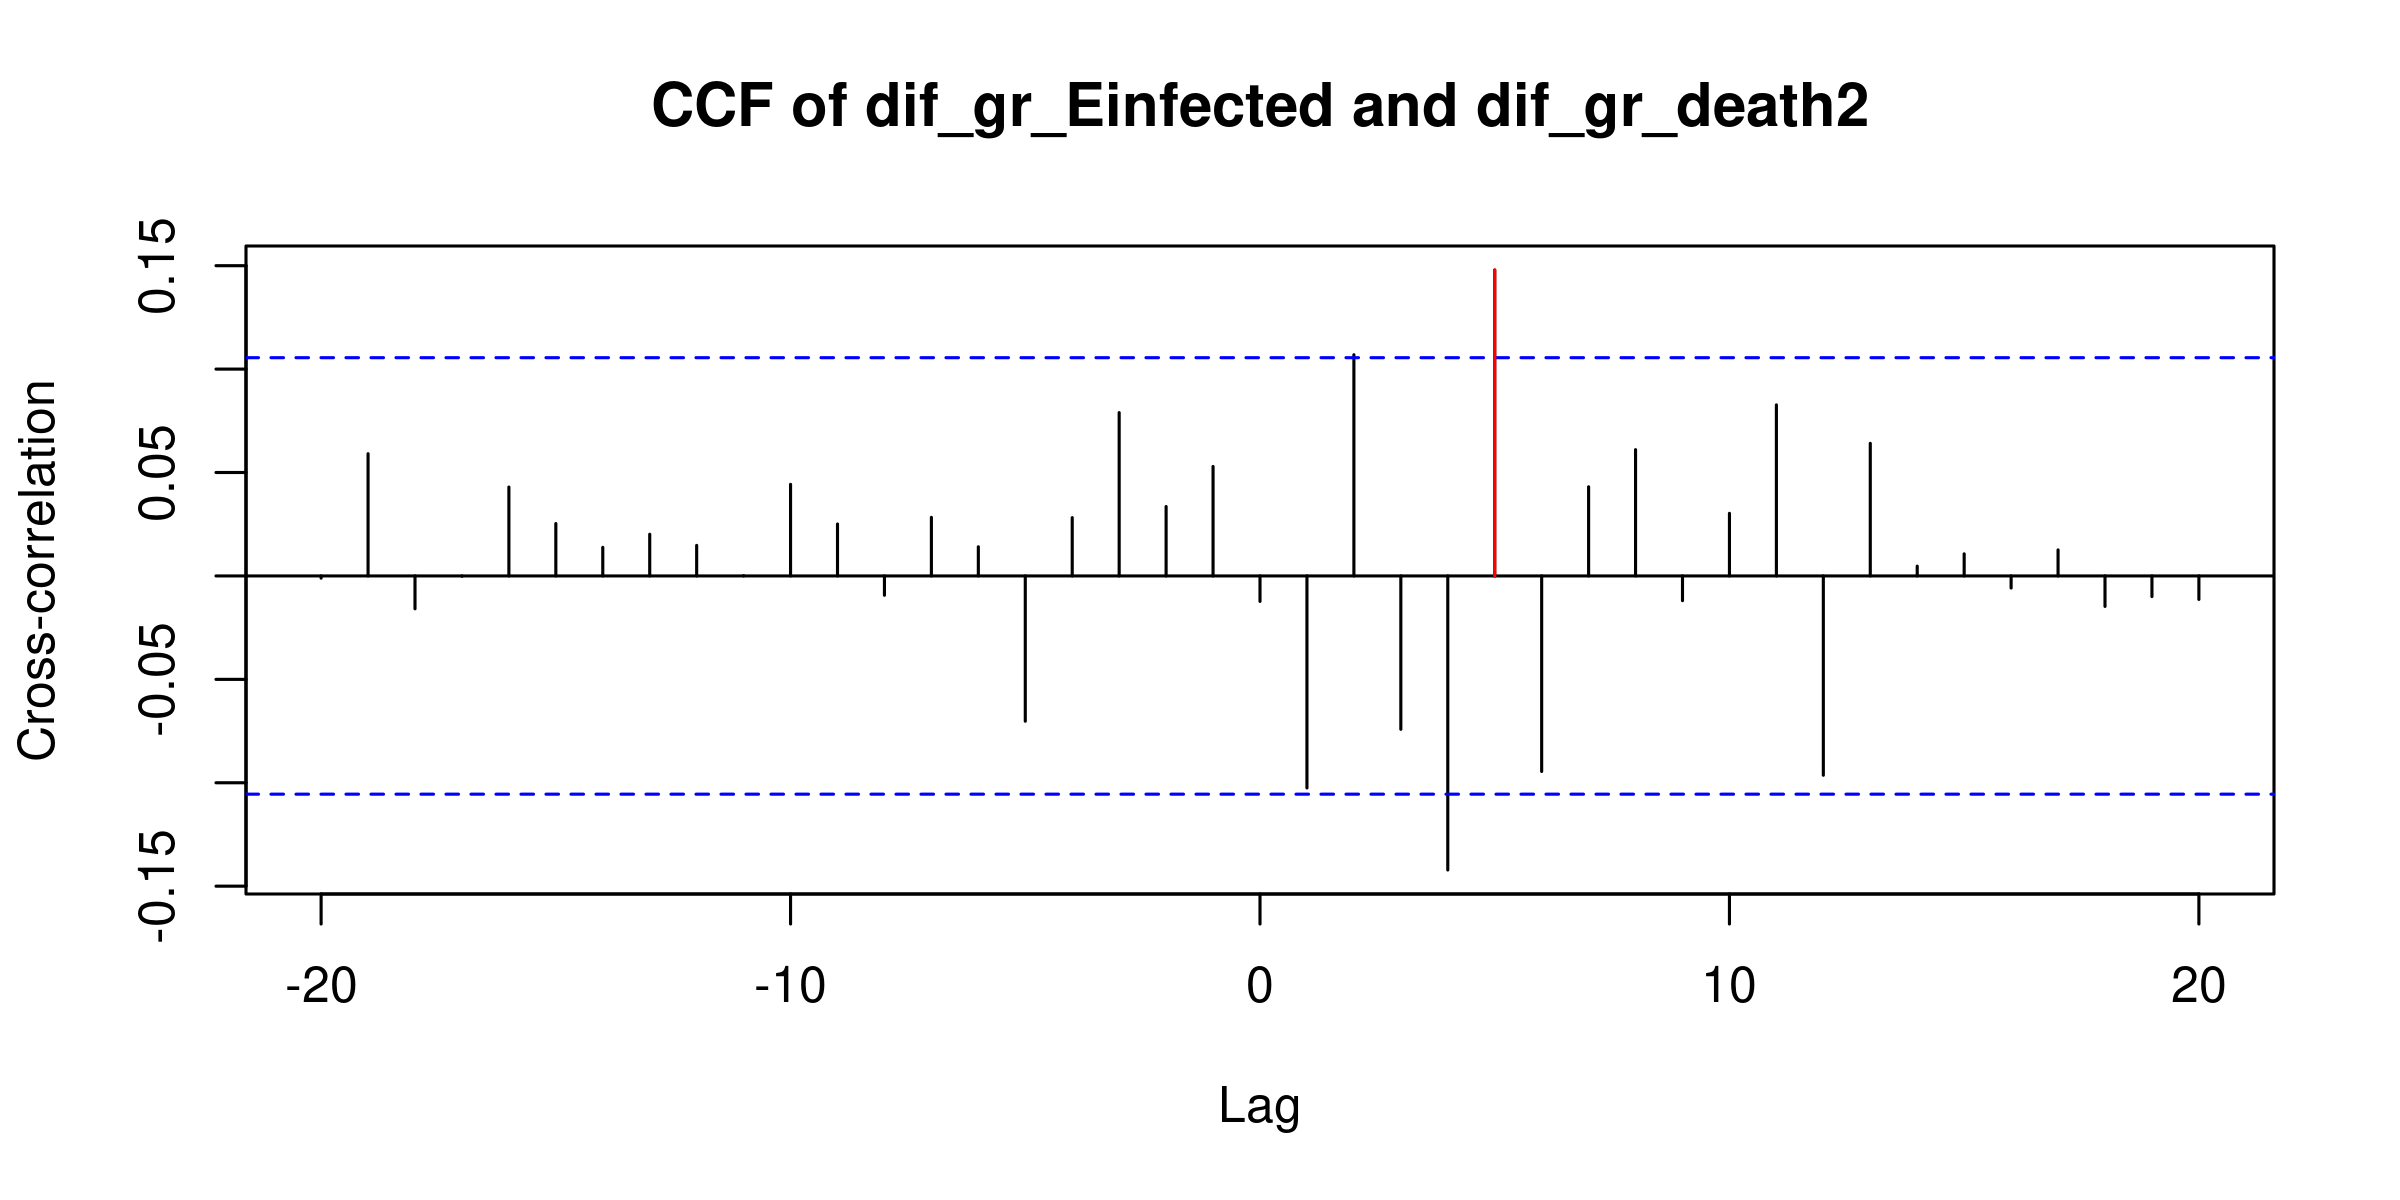 CCF of dif_gr_Einfected and dif_gr_death2
Cross-correlation
0.15
0.05
-0.05
-0.15
-20 -10 0 10 20
Lag